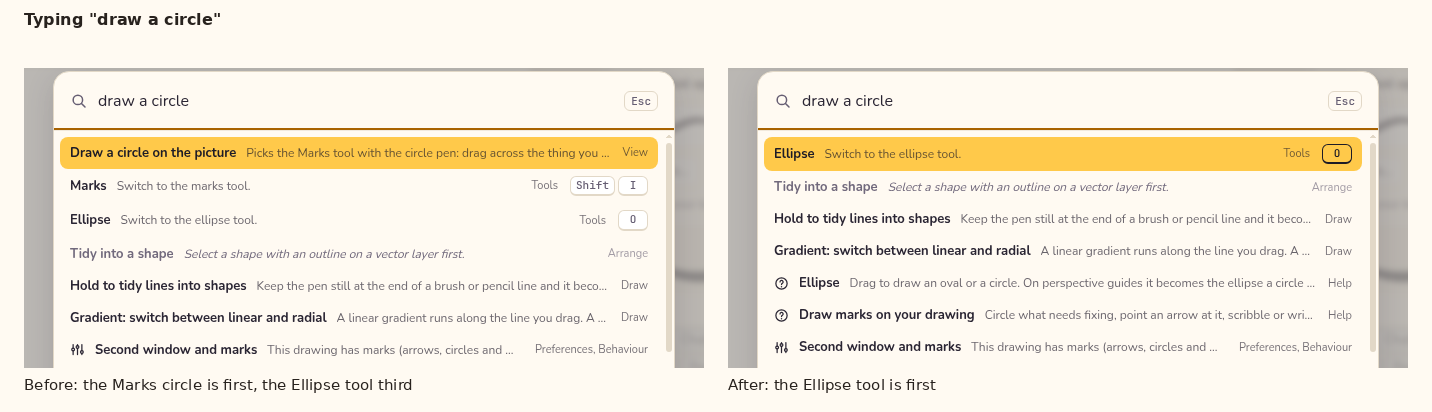 Typing "draw a circle"
draw a circle Esc
Draw a circle on the picture Picks the Marks tool with the circle pen: drag across the thing you ... View
Marks Switch to the marks tool. Tools Shift I
Ellipse Switch to the ellipse tool. Tools O
Tidy into a shape Select a shape with an outline on a vector layer first. Arrange
Hold to tidy lines into shapes Keep the pen still at the end of a brush or pencil line and it beco... Draw
Gradient: switch between linear and radial A linear gradient runs along the line you drag. A ... Draw
Second window and marks This drawing has marks (arrows, circles and ... Preferences, Behaviour
Before: the Marks circle is first, the Ellipse tool third
draw a circle Esc
Ellipse Switch to the ellipse tool. Tools O
Tidy into a shape Select a shape with an outline on a vector layer first. Arrange
Hold to tidy lines into shapes Keep the pen still at the end of a brush or pencil line and it beco... Draw
Gradient: switch between linear and radial A linear gradient runs along the line you drag. A ... Draw
Ellipse Drag to draw an oval or a circle. On perspective guides it becomes the ellipse a circle ... Help
Draw marks on your drawing Circle what needs fixing, point an arrow at it, scribble or wri... Help
Second window and marks This drawing has marks (arrows, circles and ... Preferences, Behaviour
After: the Ellipse tool is first